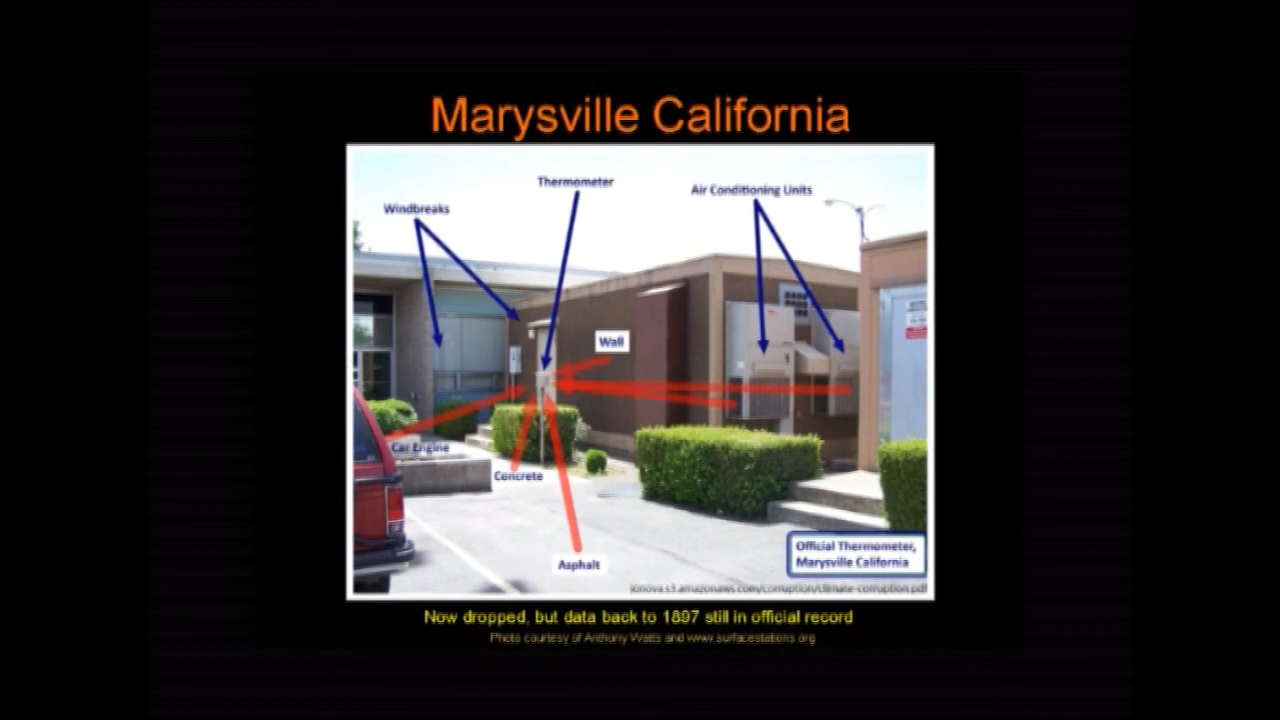 Marysville California
Thermometer
Air Conditioning Units
Windbreaks
Wall
Car Engine
Concrete
Asphalt
Official Thermometer,
Marysville California
jonova.s3.amazonaws.com/corruption/climate-corruption.pdf
Now dropped, but data back to 1897 still in official record
Photo courtesy of Anthony Watts and www.surfacestations.org